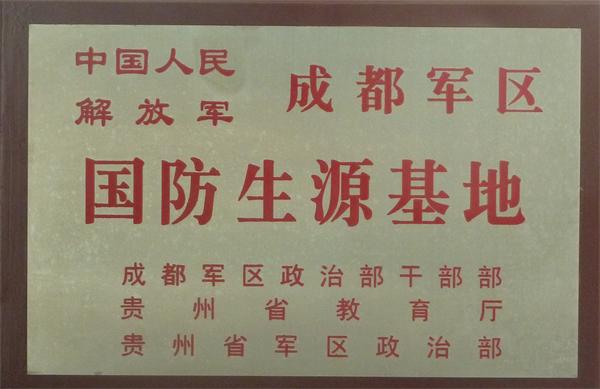 中国人民
解放军
成都军区
国防生源基地
成都军区政治部干部部
贵州省教育厅
贵州省军区政治部